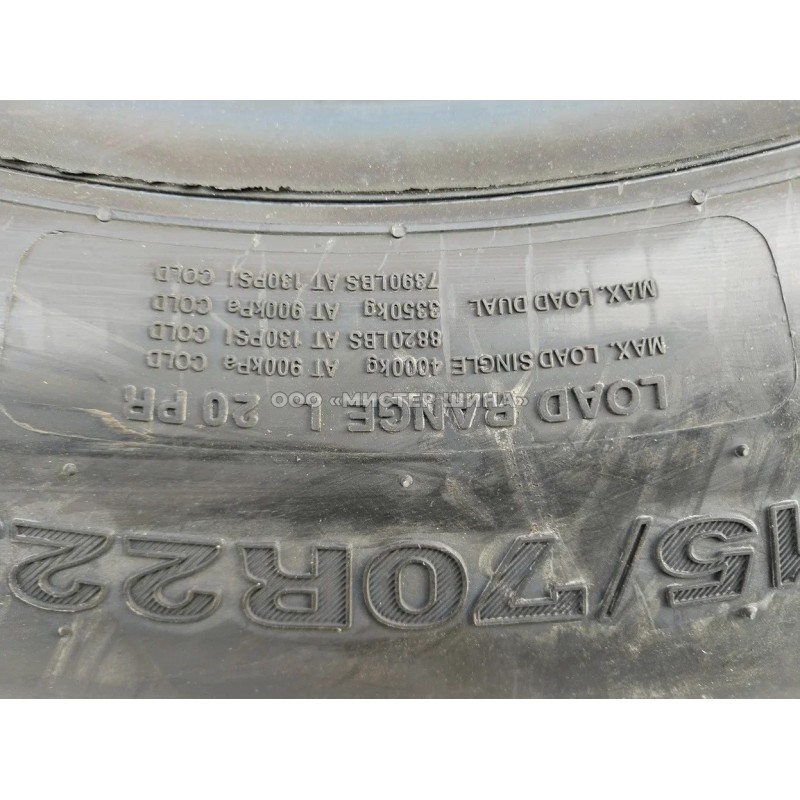 LOAD RANGE L 20 PR
MAX. LOAD SINGLE 4000kg AT 900kPa COLD
8820LBS AT 130PSI COLD
MAX. LOAD DUAL 3350kg AT 900kPa COLD
7390LBS AT 130PSI COLD
15/70R22
ООО «МИСТЕР ШИНА»